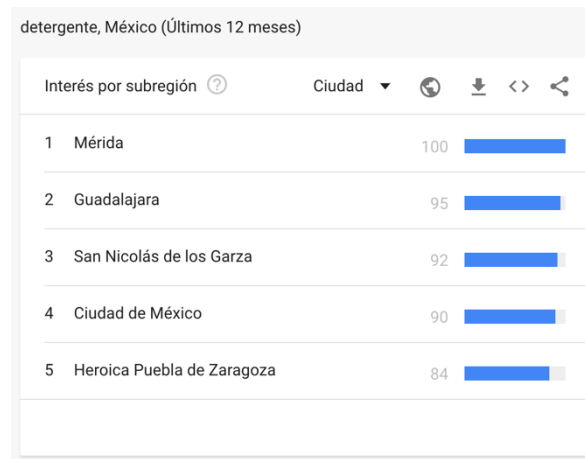 detergente, México (Últimos 12 meses)
Interés por subregión ? Ciudad
1 Mérida 100
2 Guadalajara 95
3 San Nicolás de los Garza 92
4 Ciudad de México 90
5 Heroica Puebla de Zaragoza 84